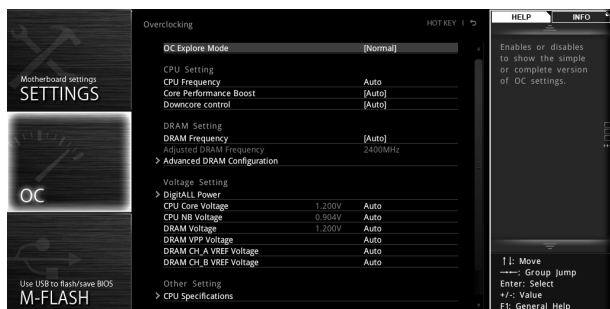 Overclocking
HOT KEY
HELP
INFO
Motherboard settings
SETTINGS
OC
Use USB to flash/save BIOS
M-FLASH
OC Explore Mode [Normal]
CPU Setting
CPU Frequency Auto
Core Performance Boost [Auto]
Downcore control [Auto]
DRAM Setting
DRAM Frequency [Auto]
Adjusted DRAM Frequency 2400MHz
> Advanced DRAM Configuration
Voltage Setting
> DigitALL Power
CPU Core Voltage 1.200V Auto
CPU NB Voltage 0.904V Auto
DRAM Voltage 1.200V Auto
DRAM VPP Voltage Auto
DRAM CH_A VREF Voltage Auto
DRAM CH_B VREF Voltage Auto
Other Setting
> CPU Specifications
Enables or disables
to show the simple
or complete version
of OC settings.
↑↓: Move
→←: Group Jump
Enter: Select
+/-: Value
F1: General Help